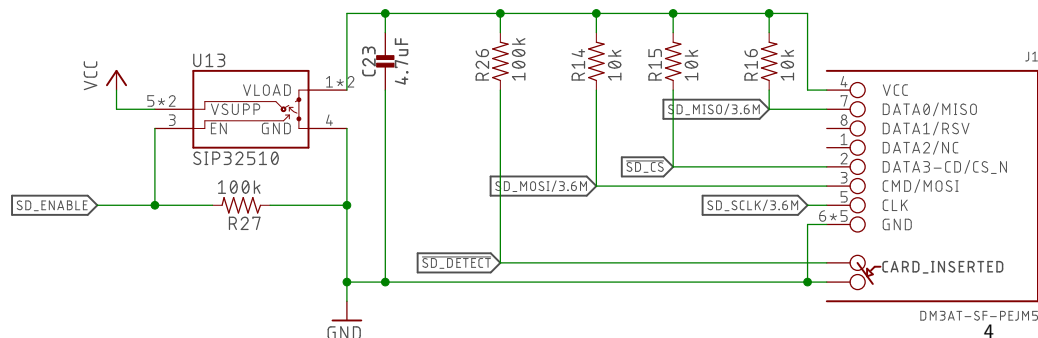 VCC
U13
VLOAD
1*2
5*2
VSUPP
3
EN
GND
4
SIP32510
SD_ENABLE
100k
R27
C23
4.7uF
R26
100k
R14
10k
R15
10k
R16
10k
SD_MISO/3.6M
SD_CS
SD_MOSI/3.6M
SD_SCLK/3.6M
SD_DETECT
GND
J1
4
VCC
7
DATA0/MISO
8
DATA1/RSV
1
DATA2/NC
2
DATA3-CD/CS_N
3
CMD/MOSI
5
CLK
6*5
GND
CARD_INSERTED
DM3AT-SF-PEJM5
4